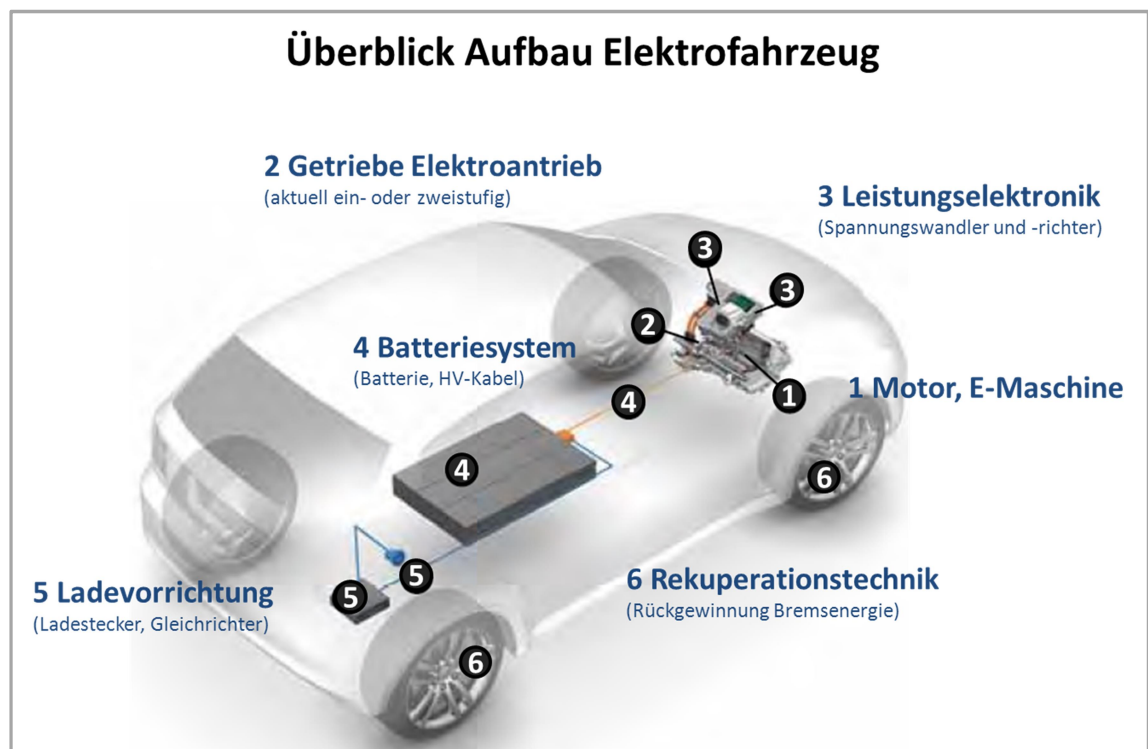 Überblick Aufbau Elektrofahrzeug
2 Getriebe Elektroantrieb
(aktuell ein- oder zweistufig)
3 Leistungselektronik
(Spannungswandler und -richter)
3
3
2
4 Batteriesystem
(Batterie, HV-Kabel)
4
1
1 Motor, E-Maschine
4
6
5
5
5 Ladevorrichtung
(Ladestecker, Gleichrichter)
6 Rekuperationstechnik
(Rückgewinnung Bremsenergie)
6